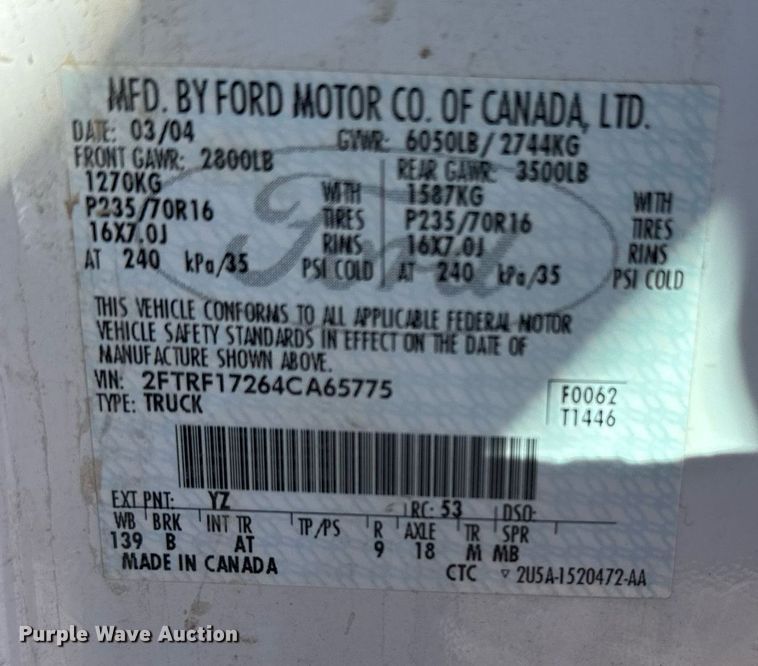 MFD. BY FORD MOTOR CO. OF CANADA, LTD.
DATE: 03/04 GVWR: 6050LB/ 2744KG
FRONT GAWR: 2800LB REAR GAWR: 3500LB
1270KG WITH 1587KG WITH
P235/70R16 TIRES P235/70R16 TIRES
16X7.0J RIMS 16X7.0J RIMS
AT 240 kPa/35 PSI COLD AT 240 kPa/35 PSI COLD
Ford
THIS VEHICLE CONFORMS TO ALL APPLICABLE FEDERAL MOTOR
VEHICLE SAFETY STANDARDS IN EFFECT ON THE DATE OF
MANUFACTURE SHOWN ABOVE.
VIN: 2FTRF17264CA65775 F0062
TYPE: TRUCK T1446
EXT PNT: YZ RC: 53 DSO:
WB BRK INT TR TP/PS R AXLE TR SPR
139 B AT 9 18 M MB
MADE IN CANADA CTC ▽ 2U5A-1520472-AA
Purple Wave Auction